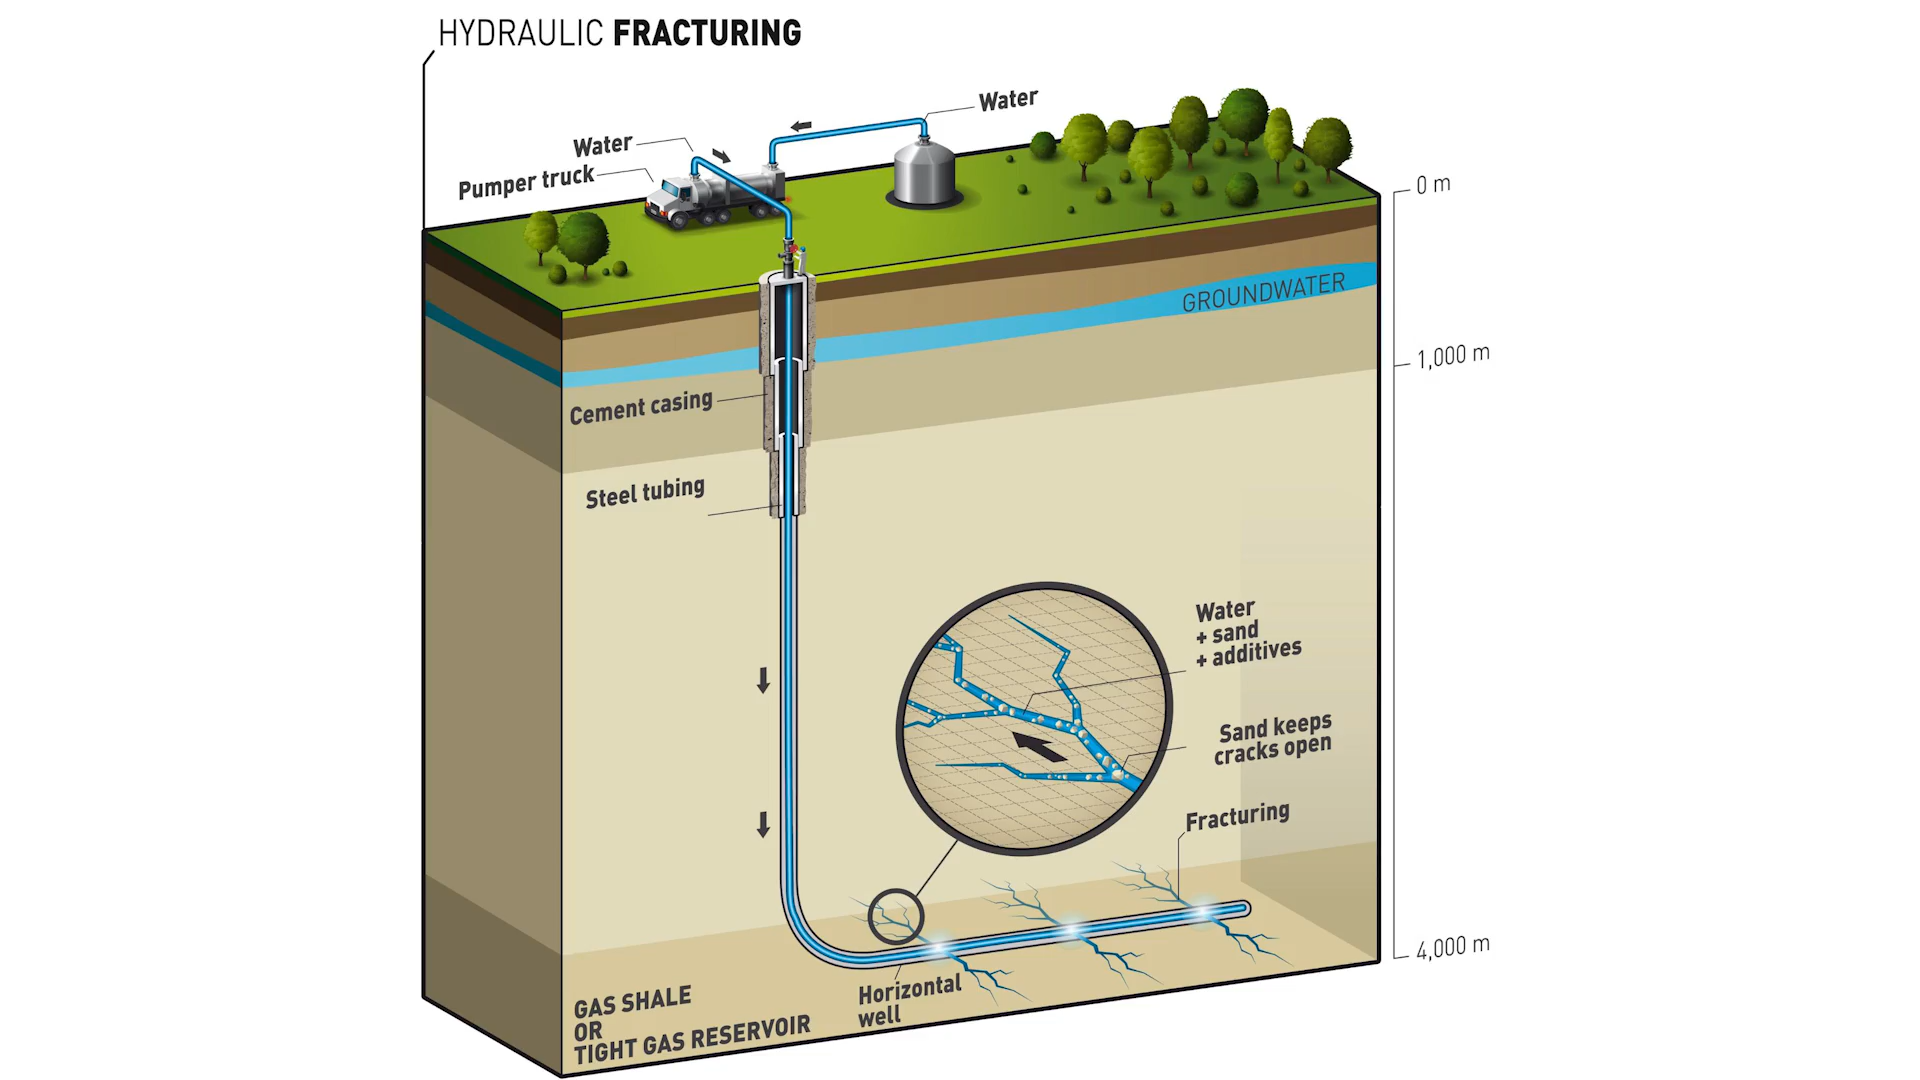 HYDRAULIC FRACTURING
Water
Water
Pumper truck
0 m
GROUNDWATER
1,000 m
Cement casing
Steel tubing
Water
+ sand
+ additives
Sand keeps
cracks open
Fracturing
4,000 m
Horizontal
well
GAS SHALE
OR
TIGHT GAS RESERVOIR